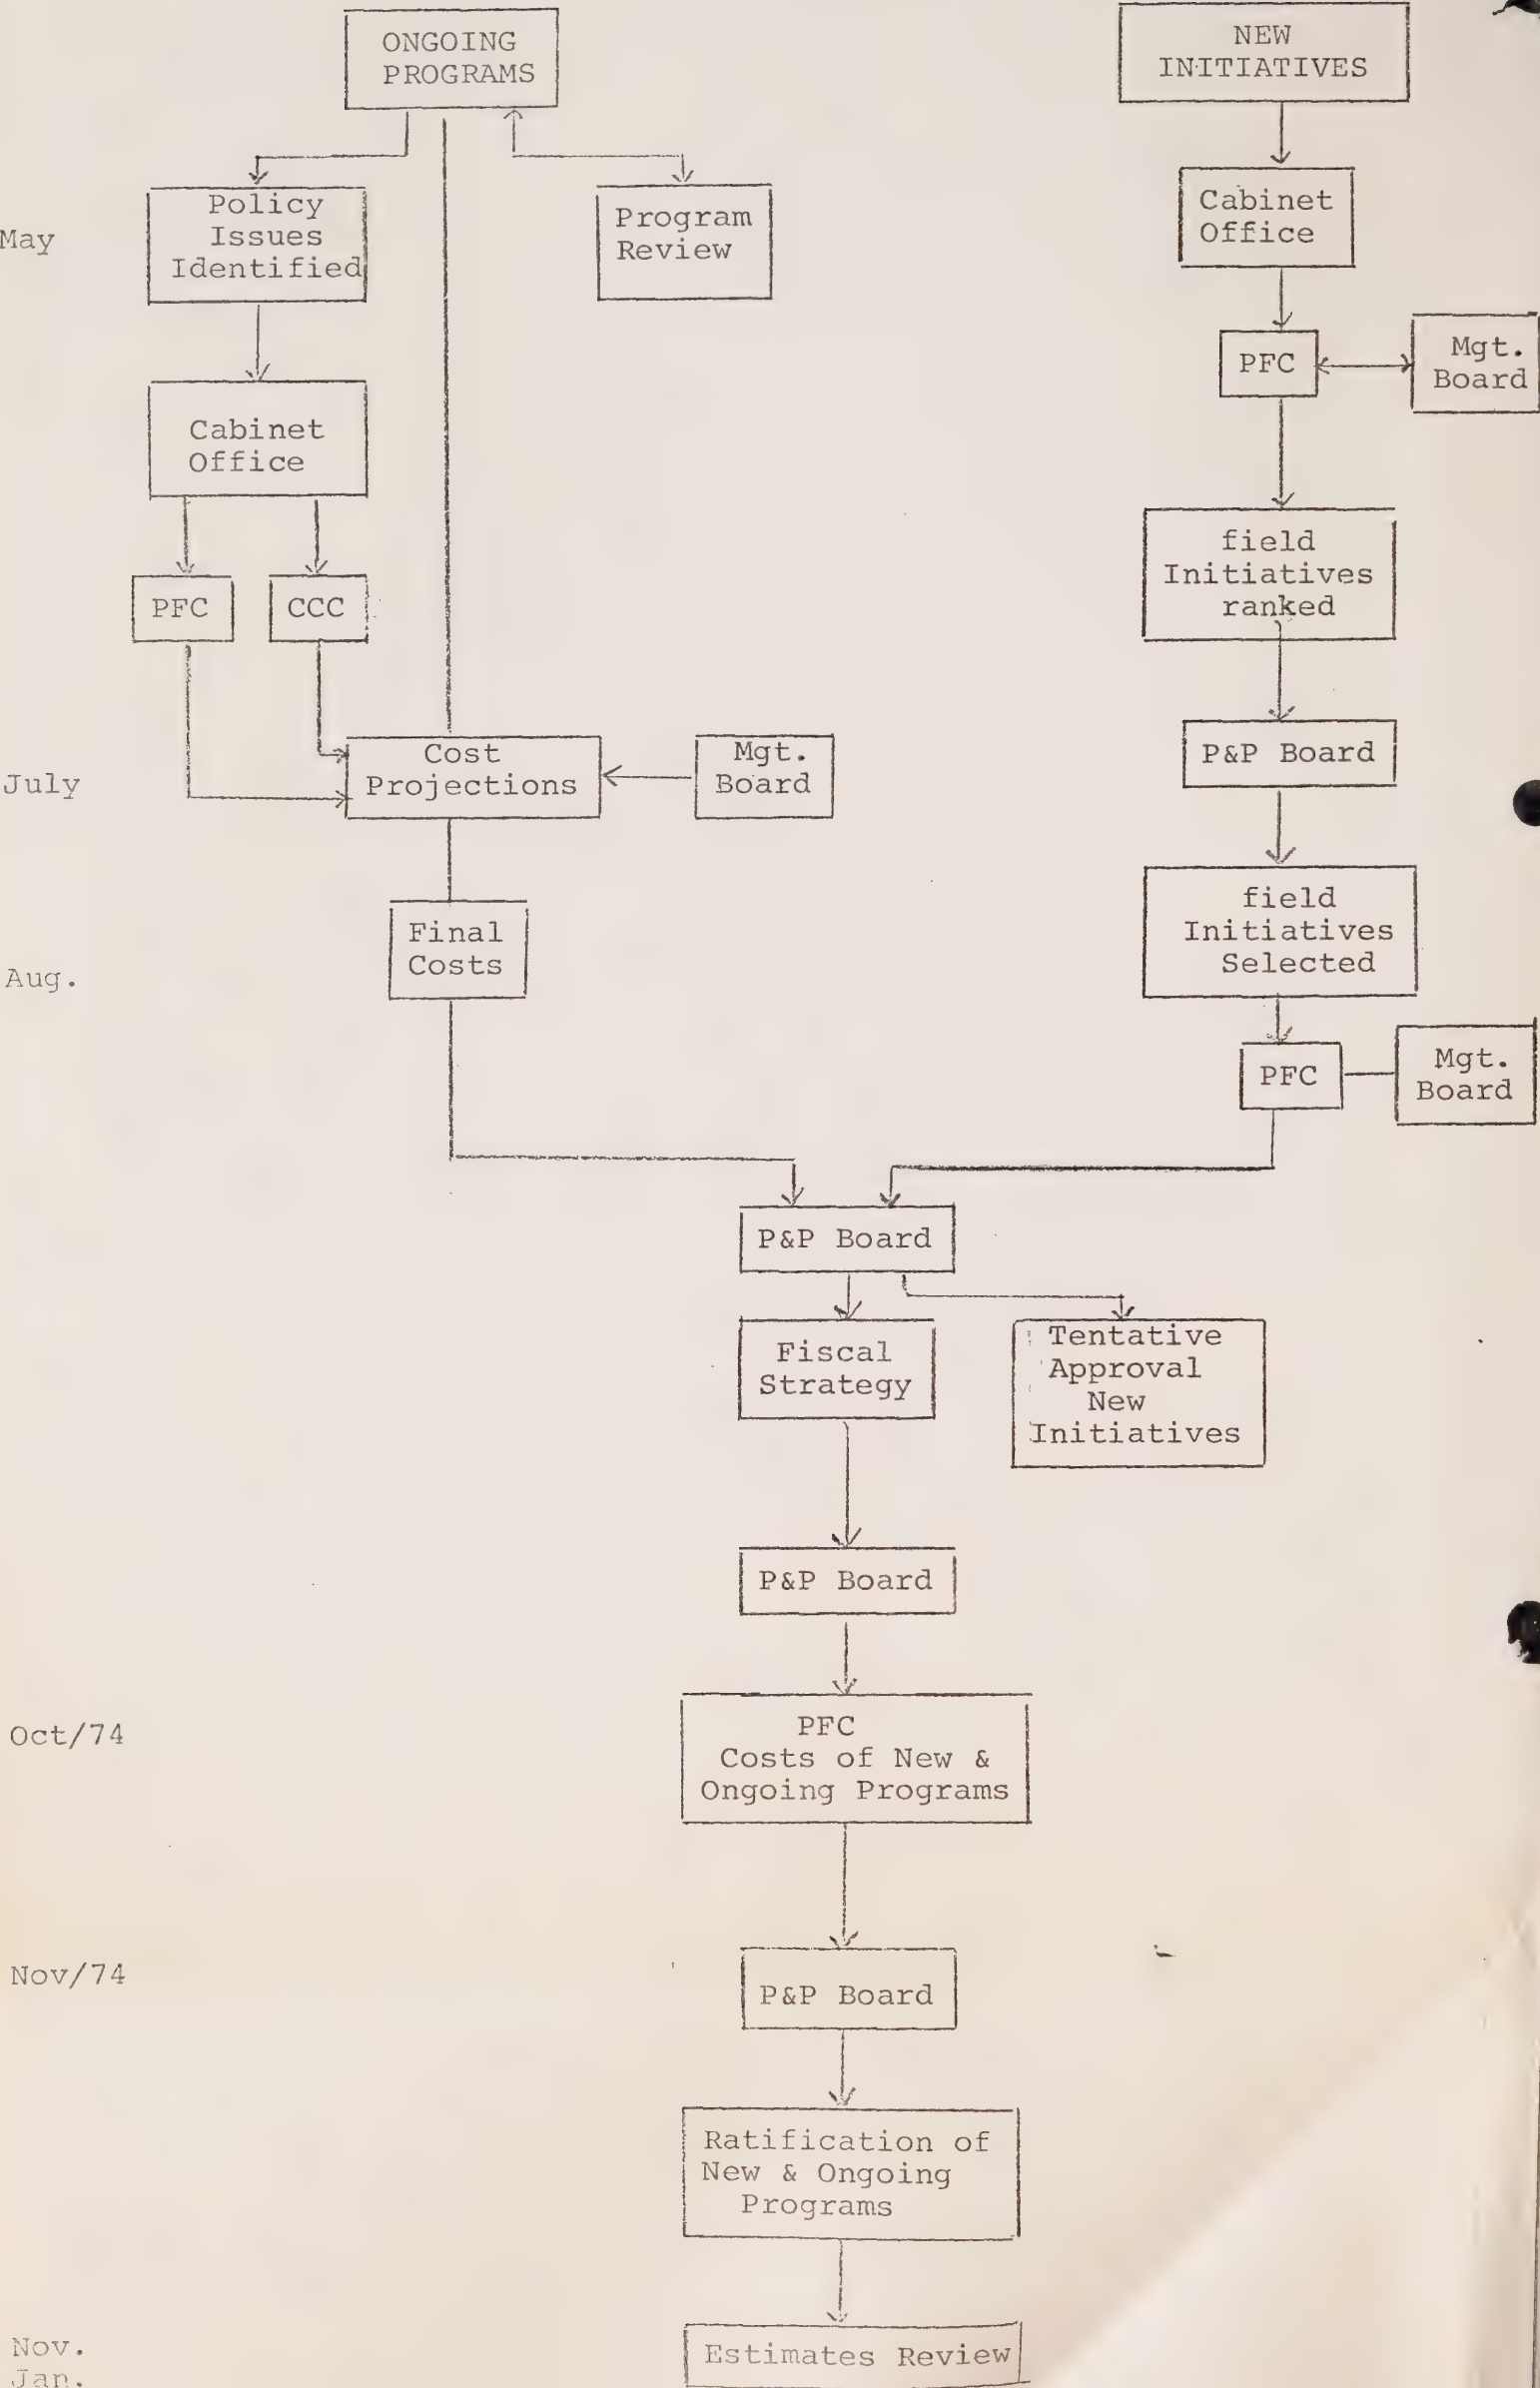 ONGOING
PROGRAMS
NEW
INITIATIVES
May
Policy
Issues
Identified
Program
Review
Cabinet
Office
PFC
Mgt.
Board
Cabinet
Office
field
Initiatives
ranked
PFC
CCC
July
Cost
Projections
Mgt.
Board
P&P Board
Aug.
Final
Costs
field
Initiatives
Selected
PFC
Mgt.
Board
P&P Board
Fiscal
Strategy
Tentative
Approval
New
Initiatives
P&P Board
Oct/74
PFC
Costs of New &
Ongoing Programs
Nov/74
P&P Board
Ratification of
New & Ongoing
Programs
Nov.
Jan.
Estimates Review